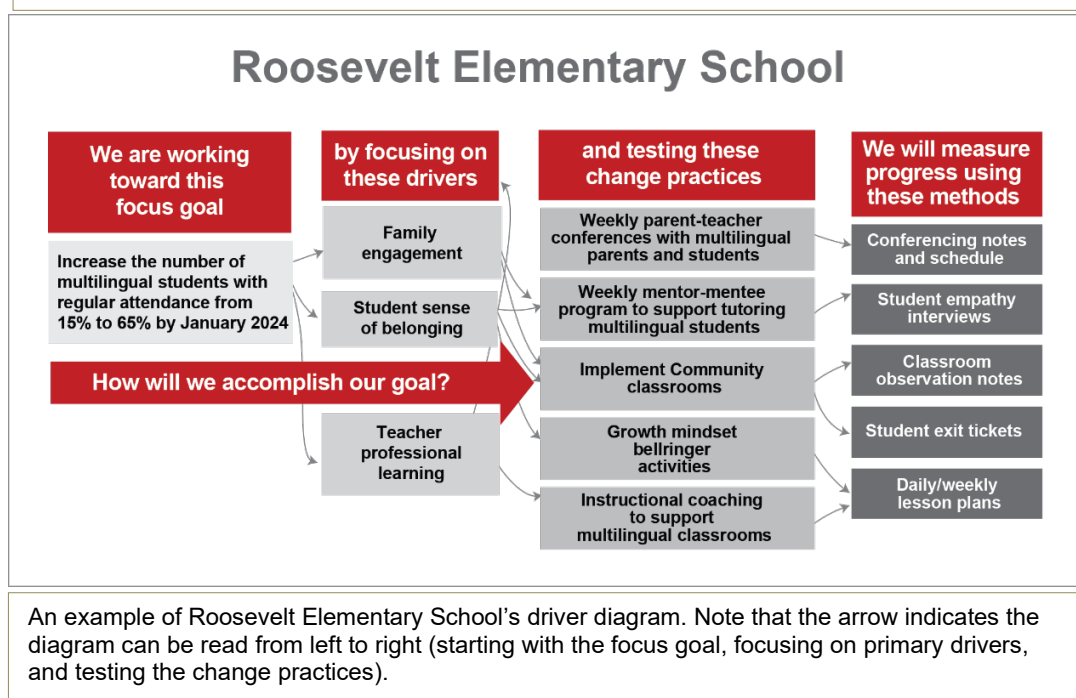 Roosevelt Elementary School
We are working
toward this
focus goal
by focusing on
these drivers
and testing these
change practices
We will measure
progress using
these methods
Increase the number of
multilingual students with
regular attendance from
15% to 65% by January 2024
Family
engagement
Student sense
of belonging
How will we accomplish our goal?
Teacher
professional
learning
Weekly parent-teacher
conferences with multilingual
parents and students
Weekly mentor-mentee
program to support tutoring
multilingual students
Implement Community
classrooms
Growth mindset
bellringer
activities
Instructional coaching
to support
multilingual classrooms
Conferencing notes
and schedule
Student empathy
interviews
Classroom
observation notes
Student exit tickets
Daily/weekly
lesson plans
An example of Roosevelt Elementary School’s driver diagram. Note that the arrow indicates the
diagram can be read from left to right (starting with the focus goal, focusing on primary drivers,
and testing the change practices).